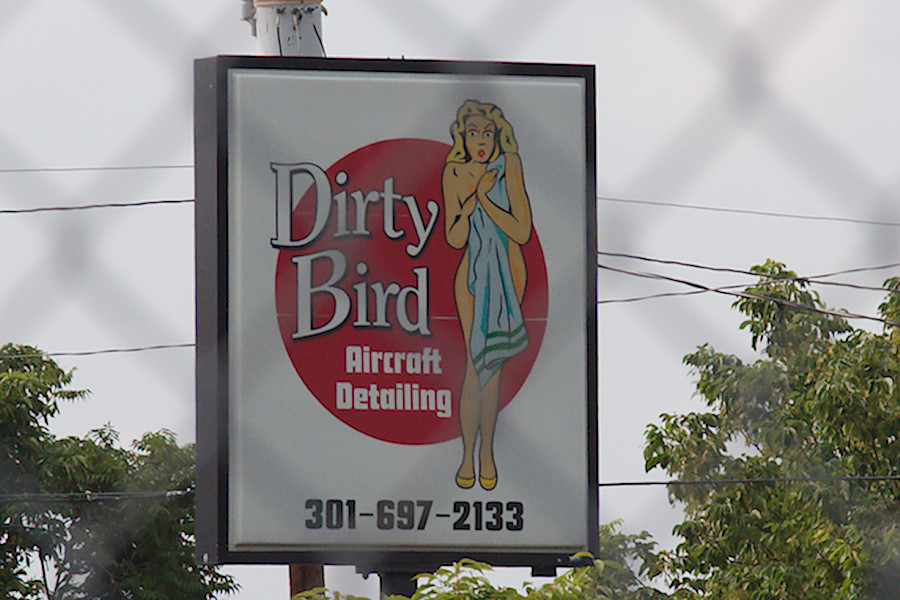 Dirty
Bird
Aircraft
Detailing
301-697-2133